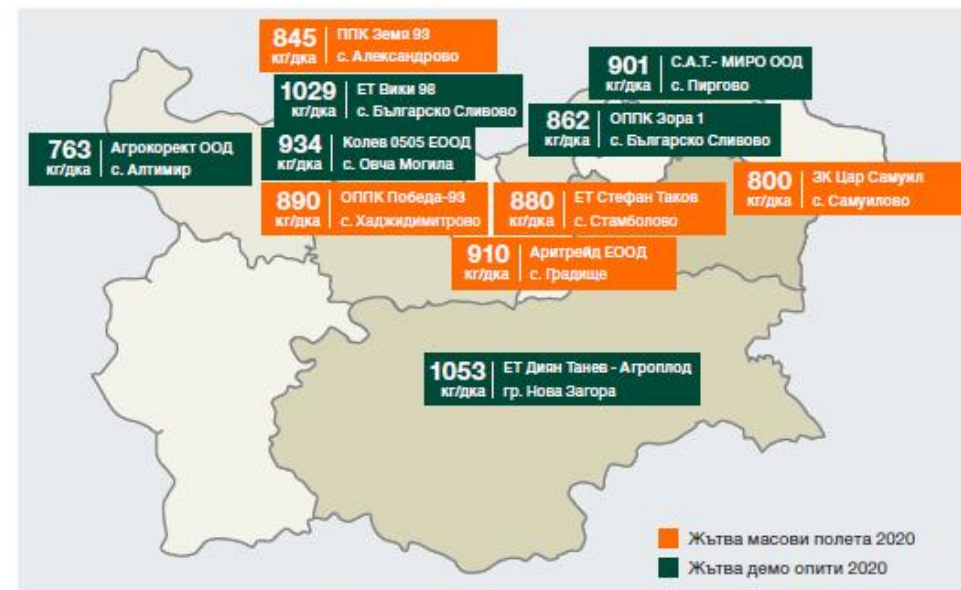 845 ППК Земя 93
кг/дка с. Александрово
1029 ЕТ Вики 98
кг/дка с. Българско Сливово
901 С.А.Т.- МИРО ООД
кг/дка с. Пиргово
862 ОППК Зора 1
кг/дка с. Българско Сливово
763 Агрокорект ООД
кг/дка с. Алтимир
934 Колев 0505 ЕООД
кг/дка с. Овча Могила
890 ОППК Победа-93
кг/дка с. Хаджидимитрово
880 ЕТ Стефан Таков
кг/дка с. Стамболово
800 ЗК Цар Самуил
кг/дка с. Самуилово
910 Аритрейд ЕООД
кг/дка с. Градище
1053 ЕТ Диян Танев - Агроплод
кг/дка гр. Нова Загора
Жътва масови полета 2020
Жътва демо опити 2020